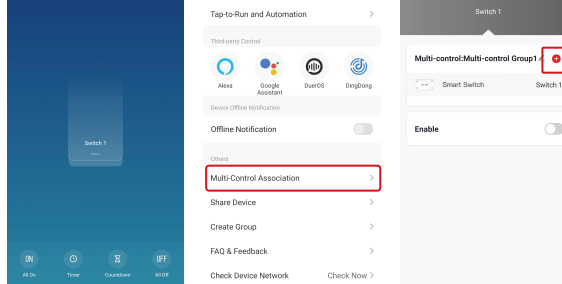 Switch 1
ON
OFF
All On
Timer
Countdown
All Off
Tap-to-Run and Automation
Third-party Control
Alexa
Google
Assistant
DuerOS
DingDong
Device Offline Notification
Offline Notification
Others
Multi-Control Association
Share Device
Create Group
FAQ & Feedback
Check Device Network
Check Now
Switch 1
Multi-control:Multi-control Group1
Smart Switch
Switch 1
Enable